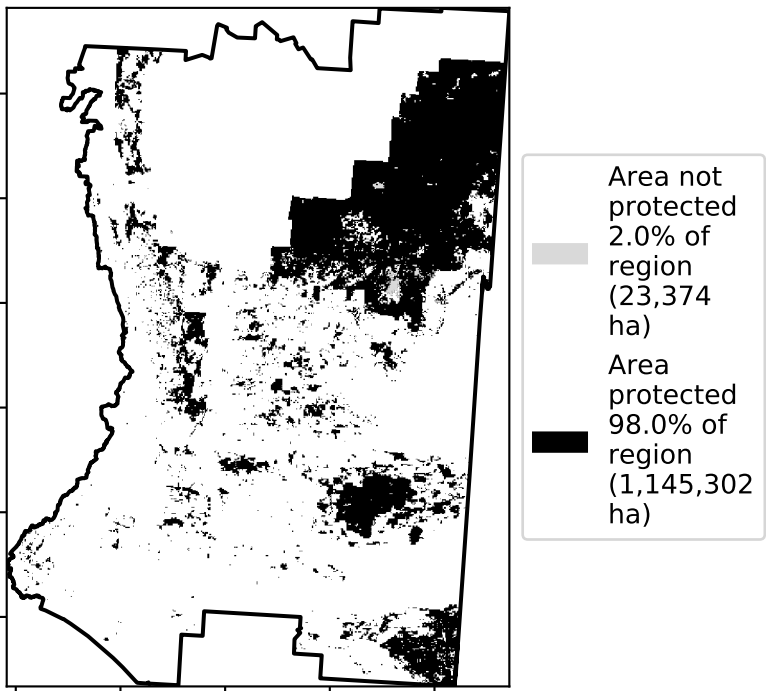 Area not
protected
2.0% of
region
(23,374
ha)
Area
protected
98.0% of
region
(1,145,302
ha)